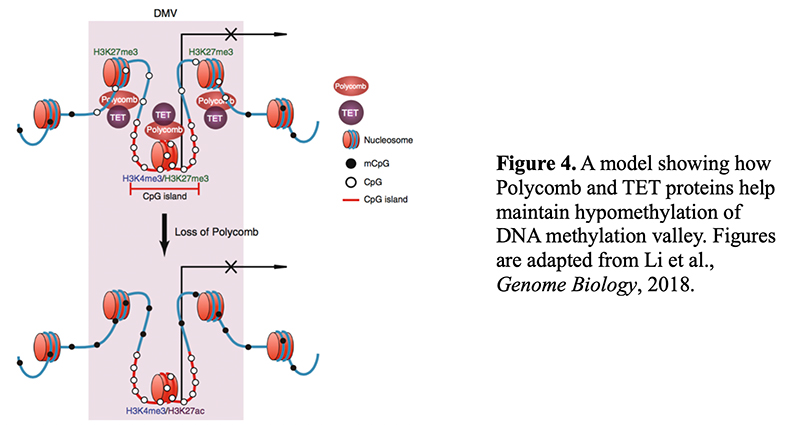 DMV
H3K27me3
H3K27me3
Polycomb
TET
TET
Polycomb
Polycomb
TET
H3K4me3/H3K27me3
CpG island
Polycomb
TET
Nucleosome
mCpG
CpG
CpG island
Loss of Polycomb
H3K4me3/H3K27ac
Figure 4. A model showing how
Polycomb and TET proteins help
maintain hypomethylation of
DNA methylation valley. Figures
are adapted from Li et al.,
Genome Biology, 2018.